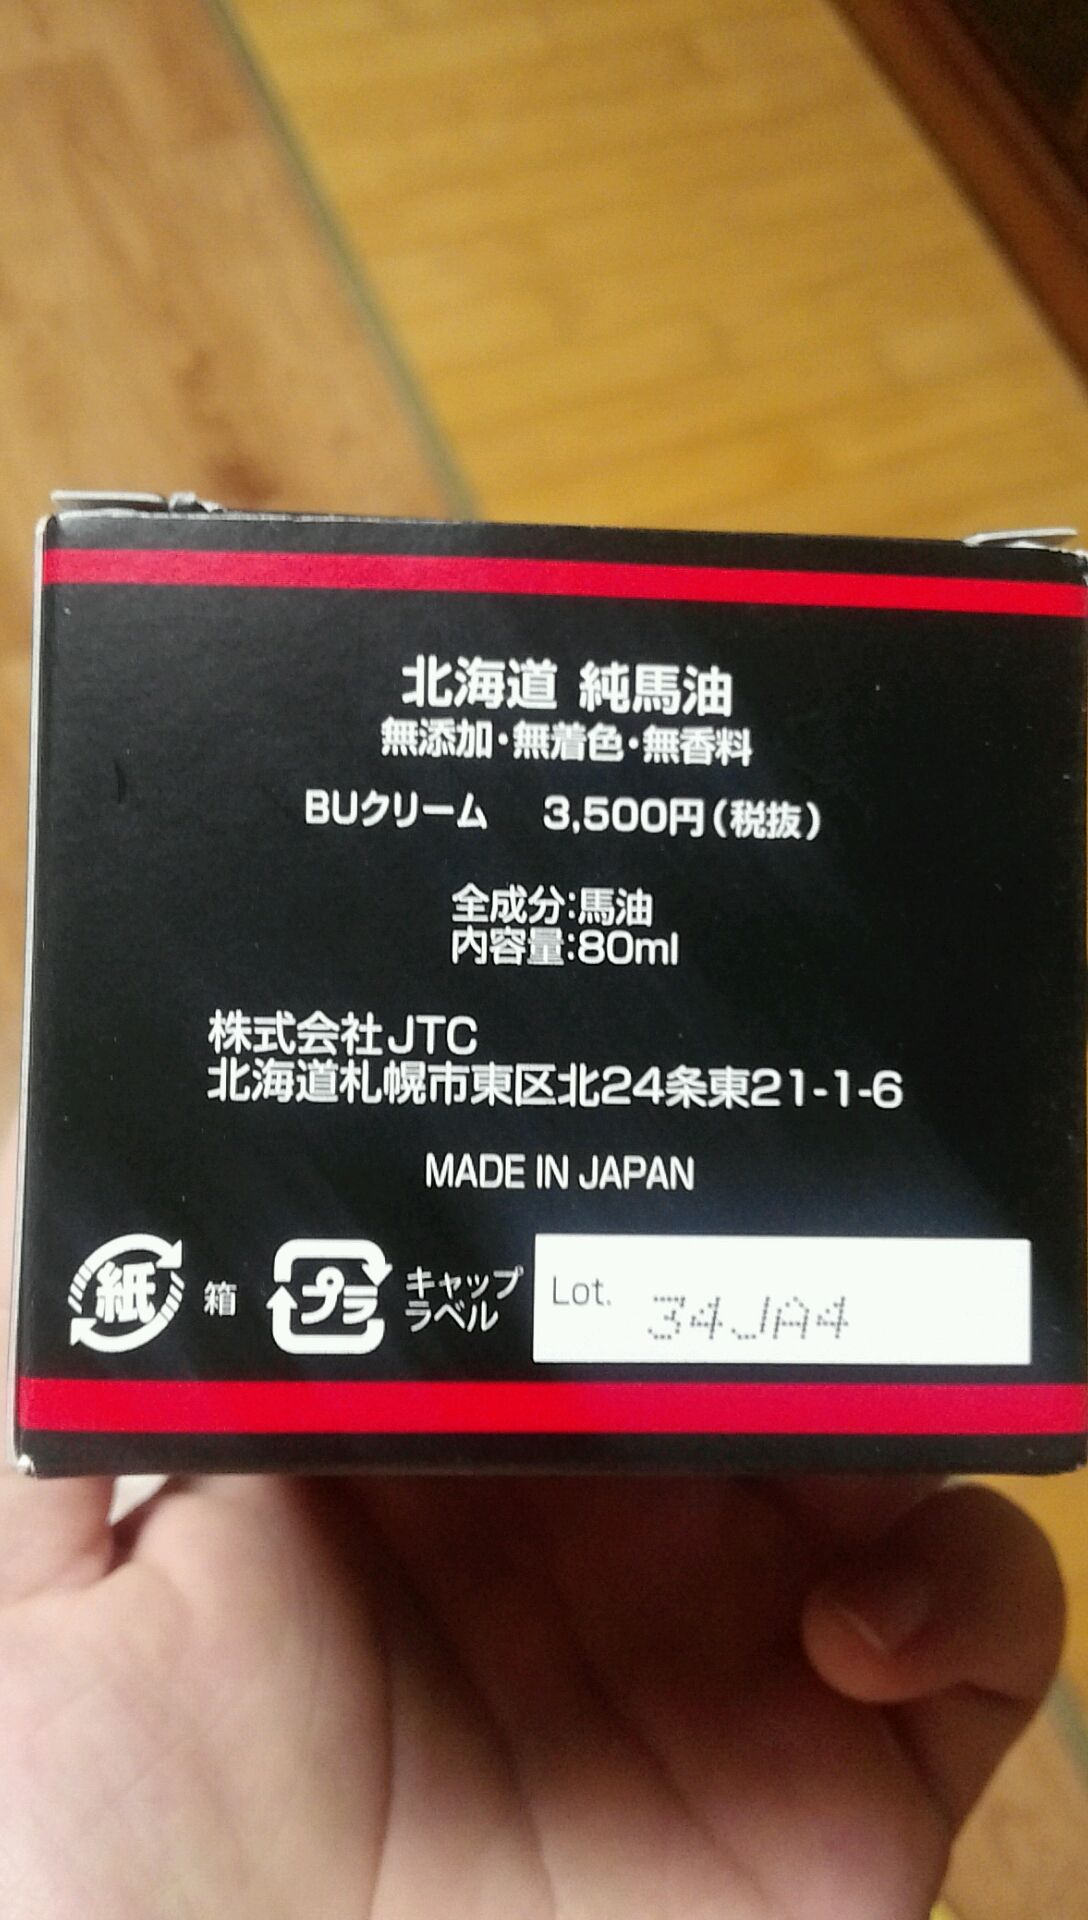 北海道 純馬油
無添加・無着色・無香料
BUクリーム 3,500円(税抜)
全成分:馬油
内容量:80ml
株式会社JTC
北海道札幌市東区北24条東21-1-6
MADE IN JAPAN
紙 箱
プラ キャップ
ラベル
Lot. 34JA4